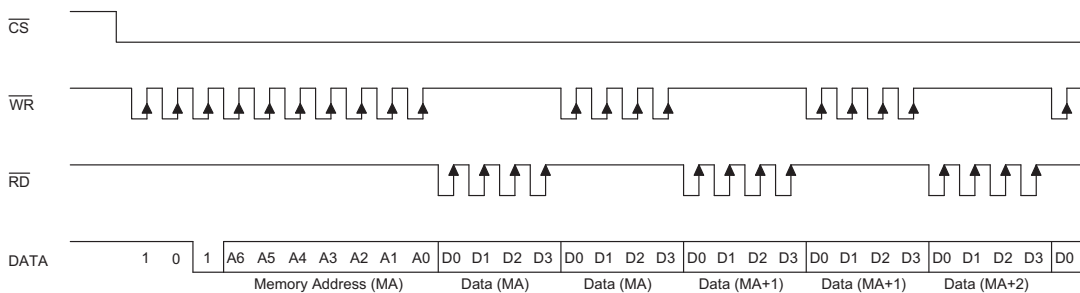 CS
WR
RD
DATA 1 0 1 A6 A5 A4 A3 A2 A1 A0 D0 D1 D2 D3 D0 D1 D2 D3 D0 D1 D2 D3 D0 D1 D2 D3 D0 D1 D2 D3 D0
Memory Address (MA) Data (MA) Data (MA) Data (MA+1) Data (MA+1) Data (MA+2)